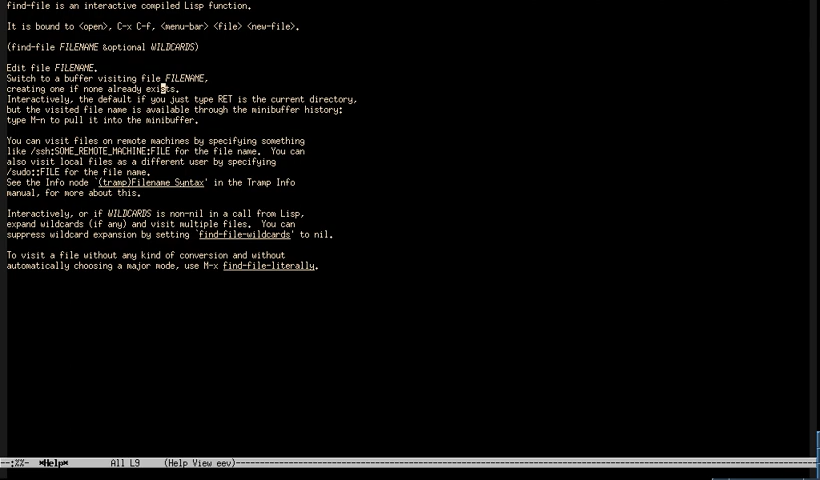 find-file is an interactive compiled Lisp function.
It is bound to <open>, C-x C-f, <menu-bar> <file> <new-file>.
(find-file FILENAME &optional WILDCARDS)
Edit file FILENAME.
Switch to a buffer visiting file FILENAME,
creating one if none already exists.
Interactively, the default if you just type RET is the current directory,
but the visited file name is available through the minibuffer history:
type M-n to pull it into the minibuffer.
You can visit files on remote machines by specifying something
like /ssh:SOME_REMOTE_MACHINE:FILE for the file name.  You can
also visit local files as a different user by specifying
/sudo::FILE for the file name.
See the Info node `(tramp)Filename Syntax' in the Tramp Info
manual, for more about this.
Interactively, or if WILDCARDS is non-nil in a call from Lisp,
expand wildcards (if any) and visit multiple files.  You can
suppress wildcard expansion by setting `find-file-wildcards' to nil.
To visit a file without any kind of conversion and without
automatically choosing a major mode, use M-x find-file-literally.
--:%%-  *Help*          All L9      (Help View eev)--------------------